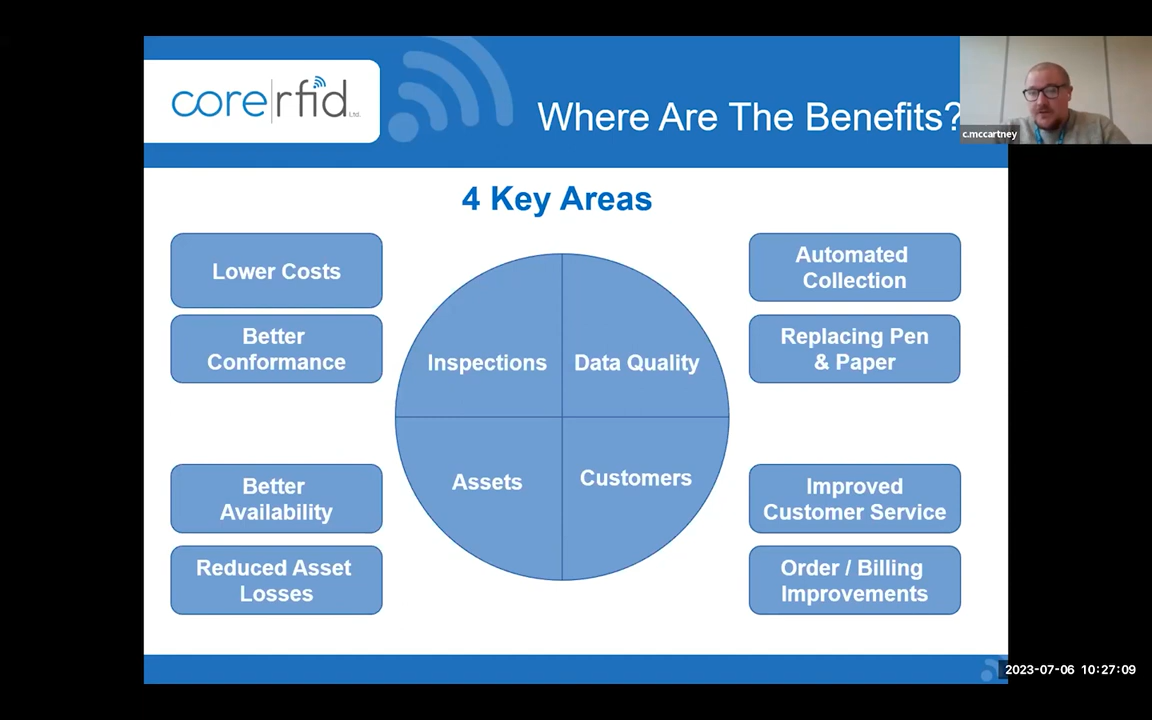 core|rfid Ltd.
Where Are The Benefits?
c.mccartney
4 Key Areas
Lower Costs
Better
Conformance
Inspections
Data Quality
Automated
Collection
Replacing Pen
& Paper
Better
Availability
Reduced Asset
Losses
Assets
Customers
Improved
Customer Service
Order / Billing
Improvements
2023-07-06 10:27:09